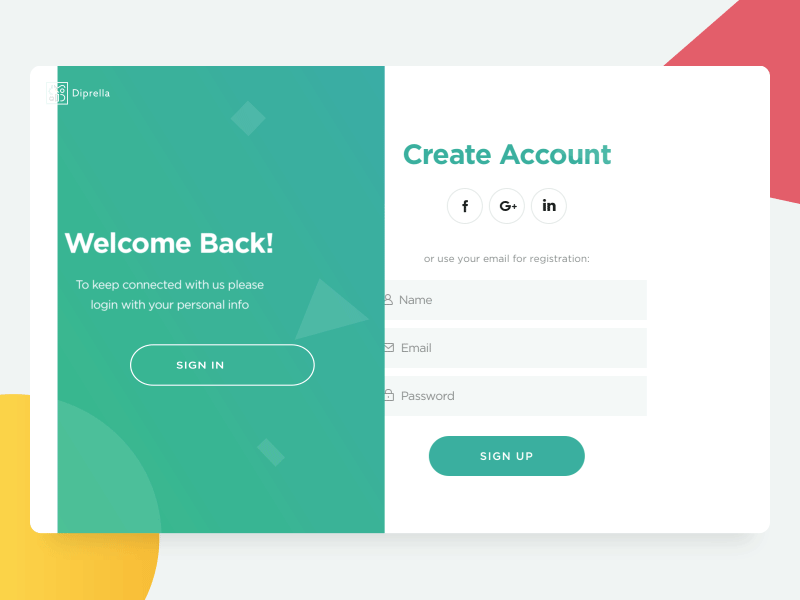 Diprella
Welcome Back!
To keep connected with us please
login with your personal info
SIGN IN
Create Account
f
G+
in
or use your email for registration:
Name
Email
Password
SIGN UP